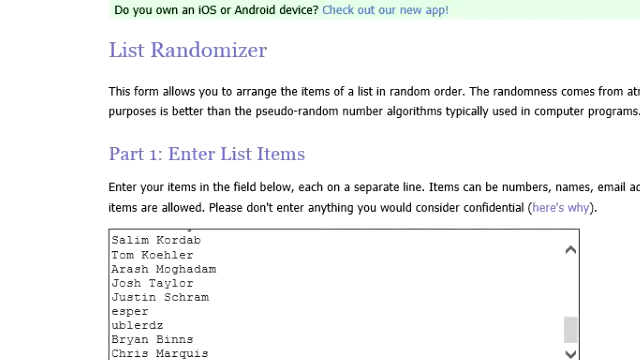 Do you own an iOS or Android device? Check out our new app!
List Randomizer
This form allows you to arrange the items of a list in random order. The randomness comes from
purposes is better than the pseudo-random number algorithms typically used in computer programs.
Part 1: Enter List Items
Enter your items in the field below, each on a separate line. Items can be numbers, names, email
items are allowed. Please don't enter anything you would consider confidential (here's why).
Salim Kordab
Tom Koehler
Arash Moghadam
Josh Taylor
Justin Schram
esper
ublerdz
Bryan Binns
Chris Marquis